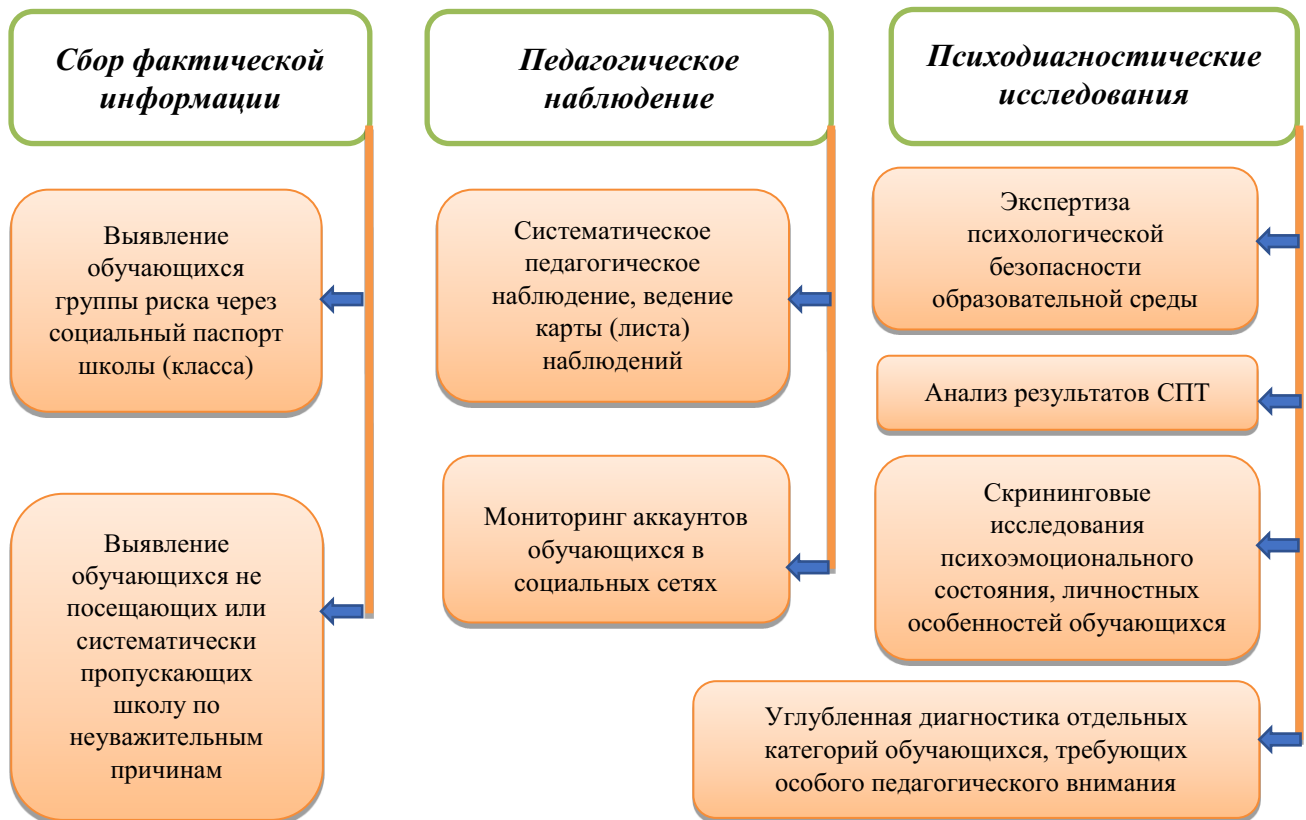 Сбор фактической
информации
Выявление
обучающихся
группы риска через
социальный паспорт
школы (класса)
Выявление
обучающихся не
посещающих или
систематически
пропускающих
школу по
неуважительным
причинам
Педагогическое
наблюдение
Систематическое
педагогическое
наблюдение, ведение
карты (листа)
наблюдений
Мониторинг аккаунтов
обучающихся в
социальных сетях
Психодиагностические
исследования
Экспертиза
психологической
безопасности
образовательной среды
Анализ результатов СПТ
Скрининговые
исследования
психоэмоционального
состояния, личностных
особенностей обучающихся
Углубленная диагностика отдельных
категорий обучающихся, требующих
особого педагогического внимания